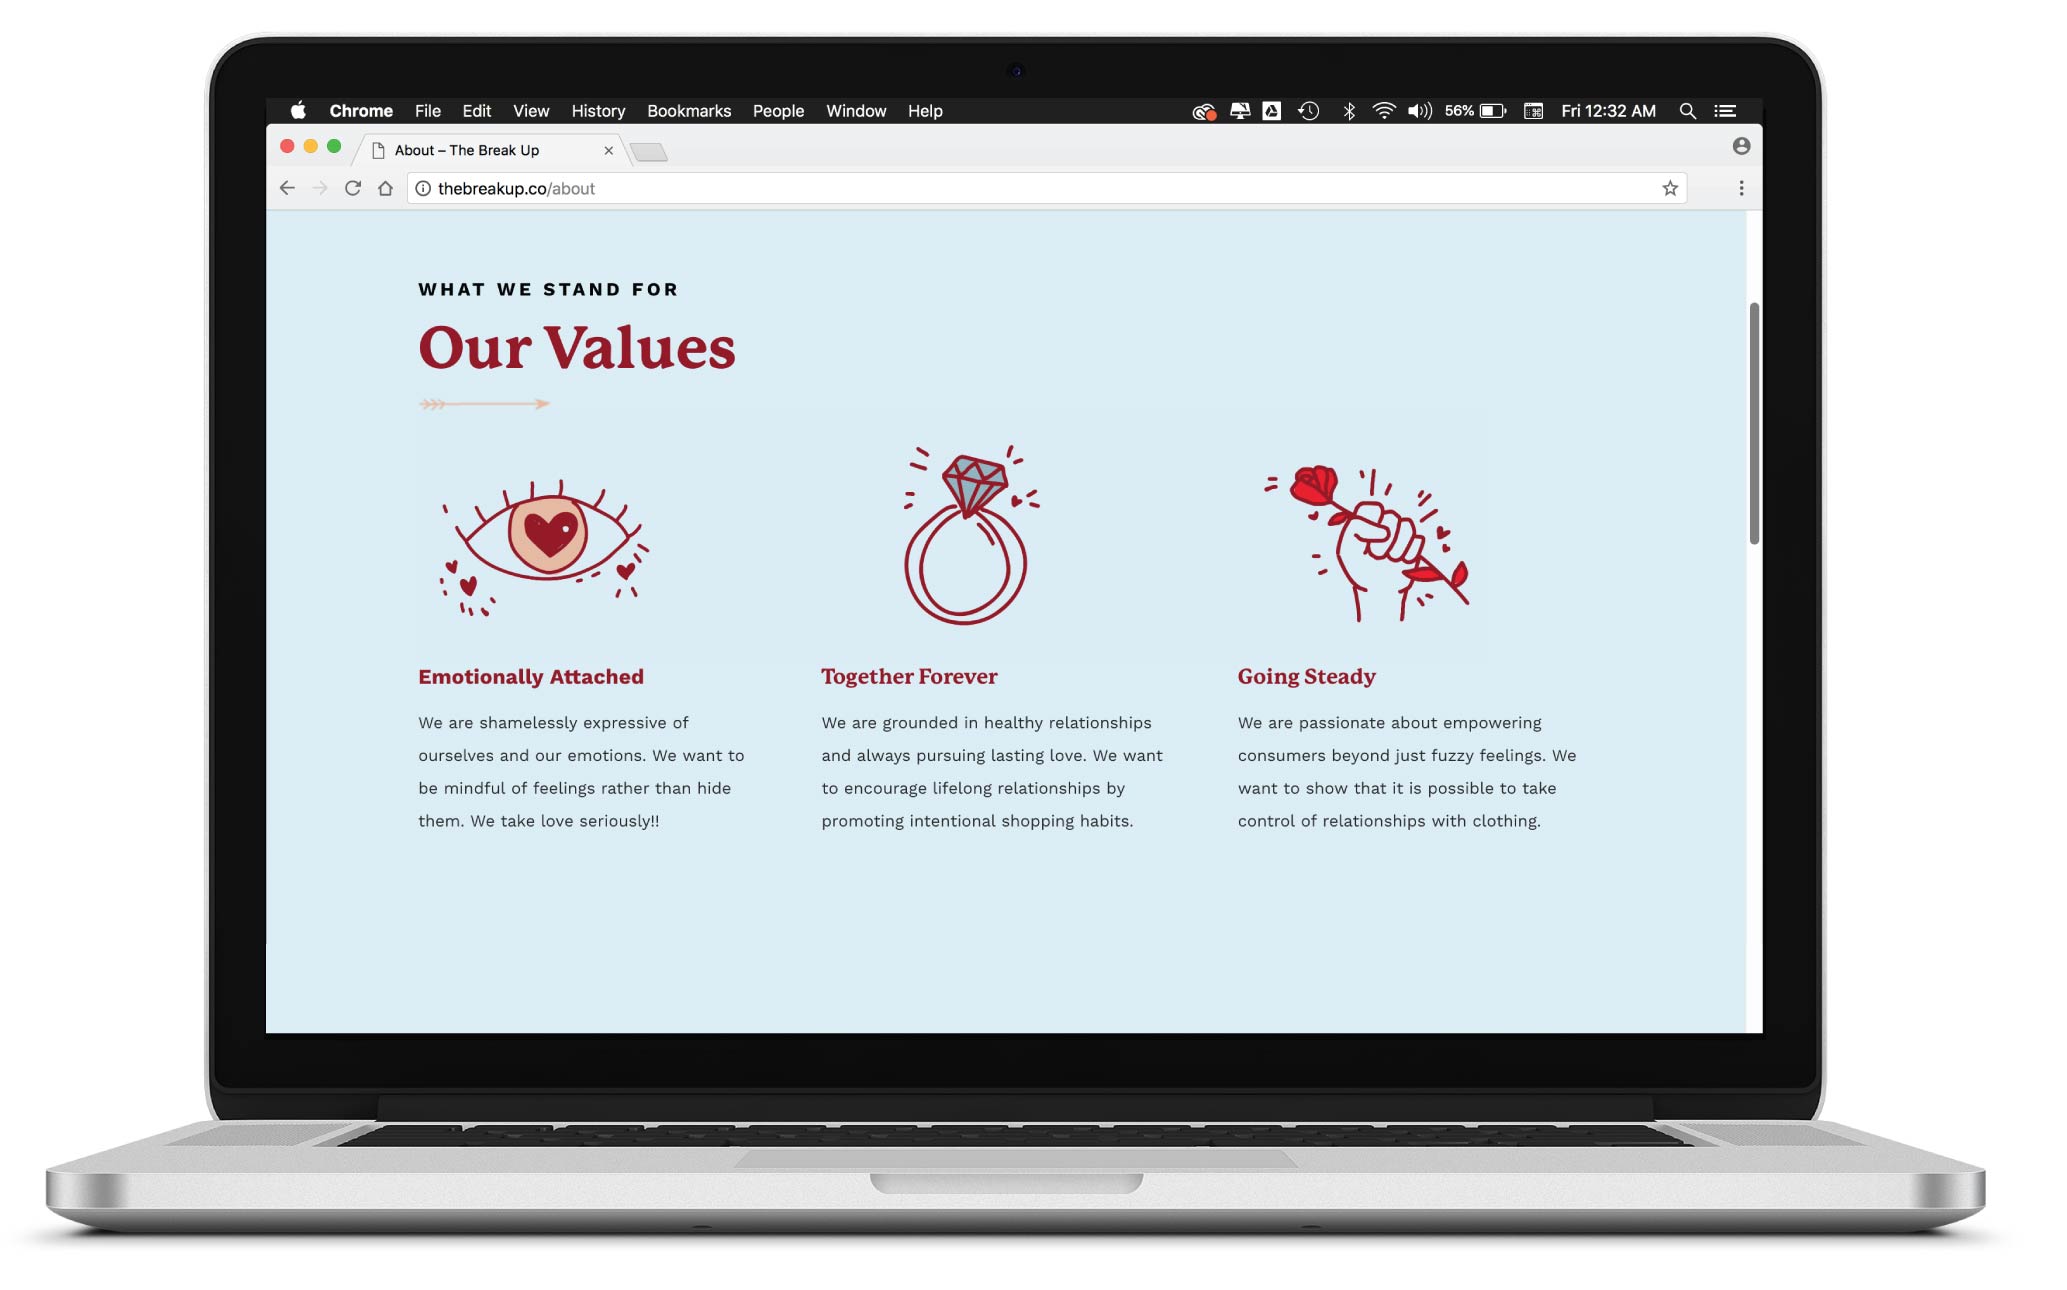 Chrome File Edit View History Bookmarks People Window Help 56% Fri 12:32 AM
About – The Break Up
thebreakup.co/about
WHAT WE STAND FOR
Our Values
Emotionally Attached
We are shamelessly expressive of
ourselves and our emotions. We want to
be mindful of feelings rather than hide
them. We take love seriously!!
Together Forever
We are grounded in healthy relationships
and always pursuing lasting love. We want
to encourage lifelong relationships by
promoting intentional shopping habits.
Going Steady
We are passionate about empowering
consumers beyond just fuzzy feelings. We
want to show that it is possible to take
control of relationships with clothing.